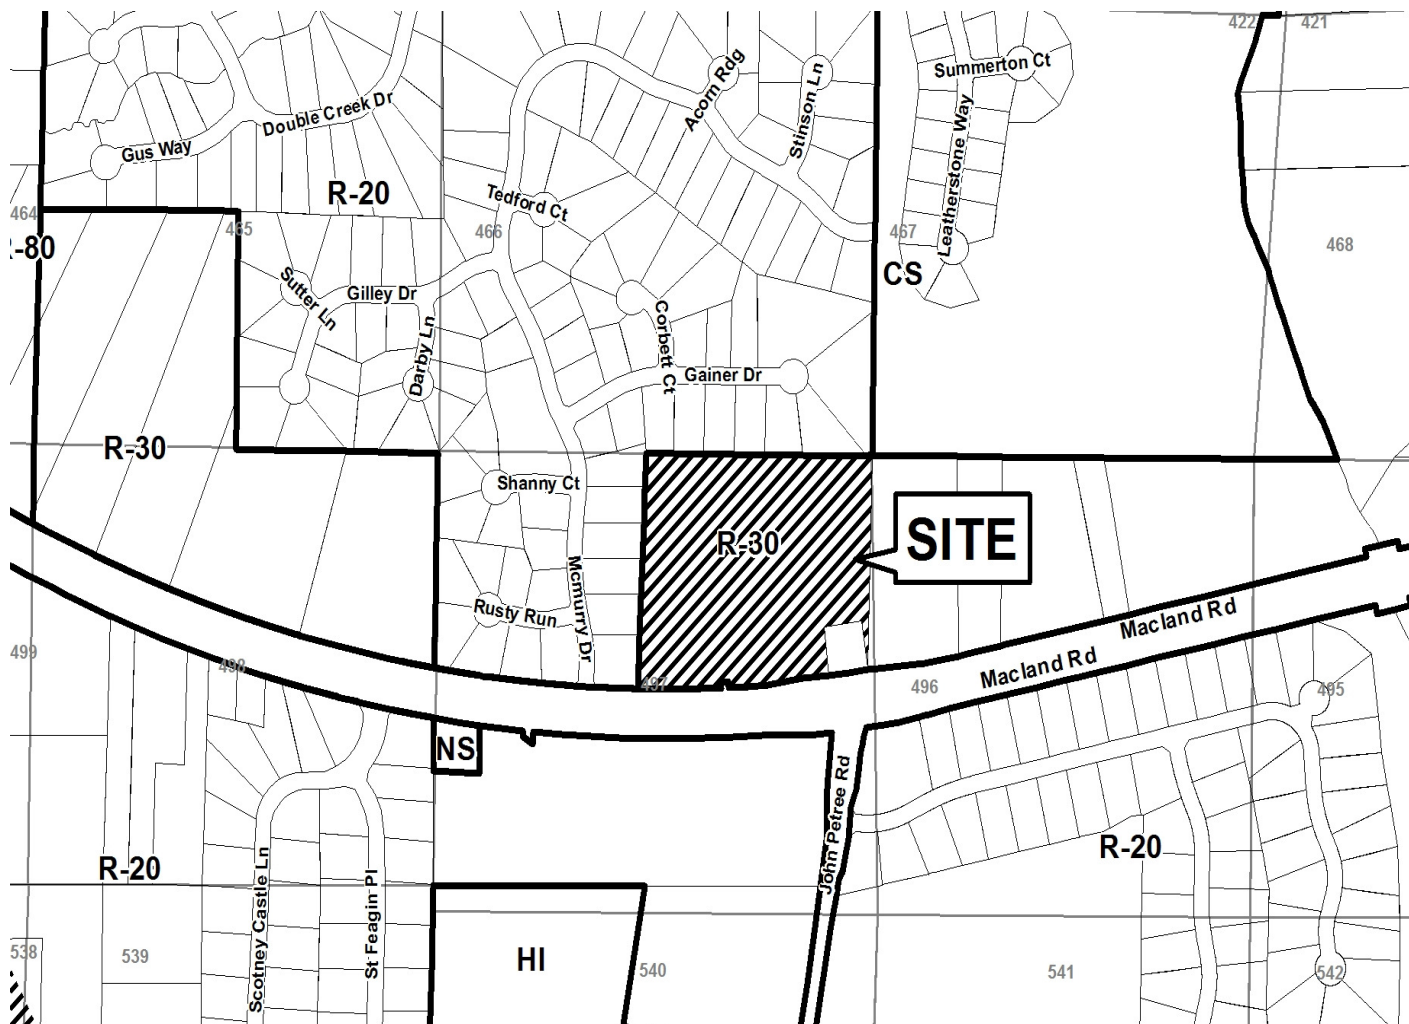 422
421
Summerton Ct
Acorn Rdg
Stinson Ln
Double Creek Dr
Gus Way
Leatherstone Way
R-20
Tedford Ct
464
465
466
467
468
-80
CS
Sutter Ln
Gilley Dr
Darby Ln
Corbett Ct
Gainer Dr
R-30
Shanny Ct
R-30
SITE
Mcmurry Dr
Rusty Run
Macland Rd
Macland Rd
499
498
497
496
495
NS
John Petree Rd
R-20
R-20
Scotney Castle Ln
St Feagin Pl
HI
538
539
540
541
542